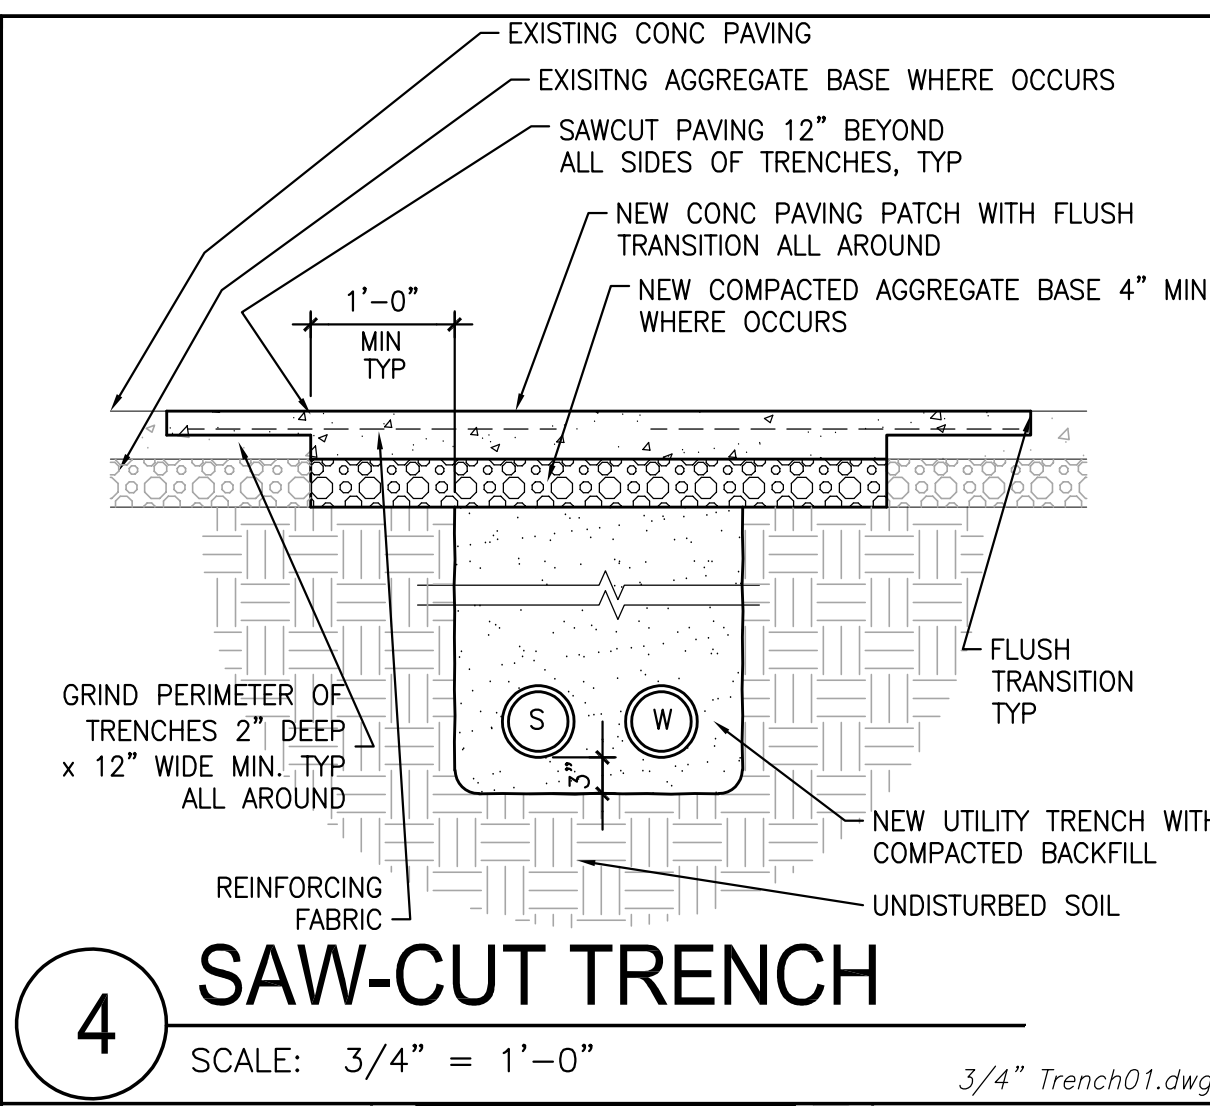 EXISTING CONC PAVING
EXISITNG AGGREGATE BASE WHERE OCCURS
SAWCUT PAVING 12" BEYOND
ALL SIDES OF TRENCHES, TYP
NEW CONC PAVING PATCH WITH FLUSH
TRANSITION ALL AROUND
NEW COMPACTED AGGREGATE BASE 4" MIN
WHERE OCCURS
1'-0"
MIN
TYP
FLUSH
TRANSITION
TYP
GRIND PERIMETER OF
TRENCHES 2" DEEP
x 12" WIDE MIN. TYP
ALL AROUND
S
W
3"
NEW UTILITY TRENCH WITH
COMPACTED BACKFILL
REINFORCING
FABRIC
UNDISTURBED SOIL
4
SAW-CUT TRENCH
SCALE: 3/4" = 1'-0"
3/4" Trench01.dwg